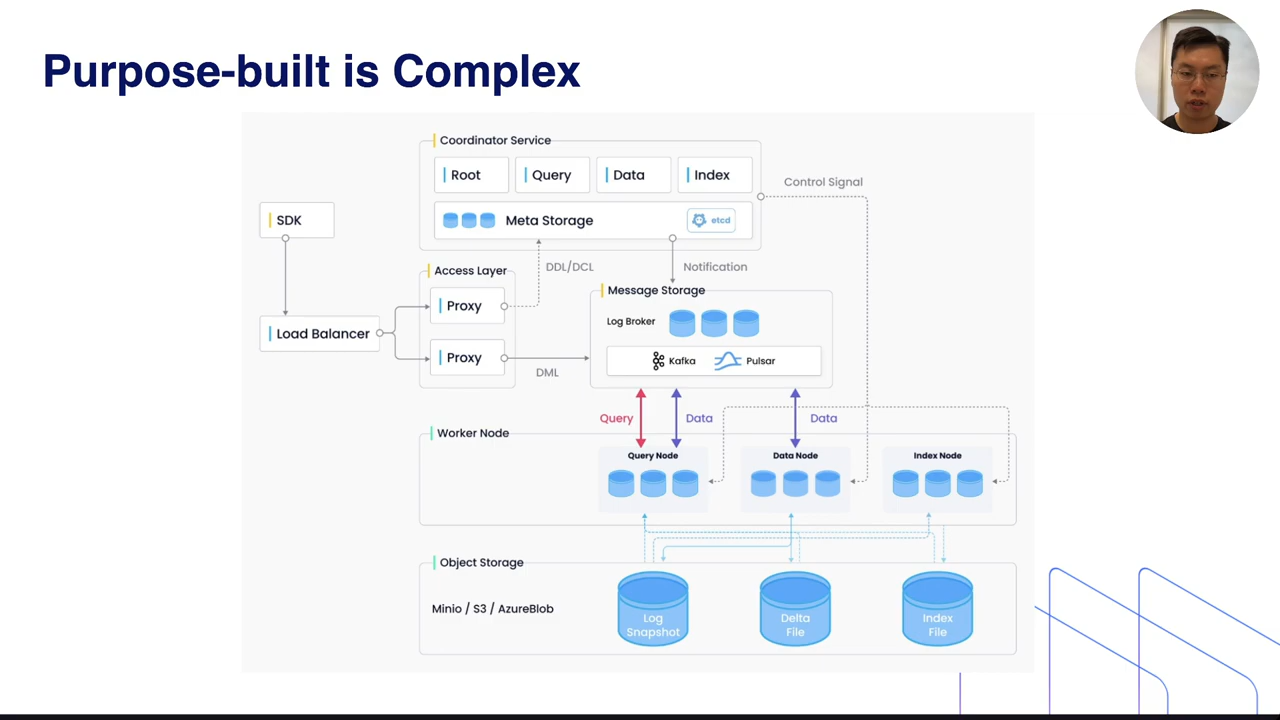 Purpose-built is Complex
Coordinator Service
Root
Query
Data
Index
Control Signal
SDK
Meta Storage
etcd
DDL/DCL
Notification
Access Layer
Message Storage
Proxy
Log Broker
Load Balancer
Proxy
Kafka
Pulsar
DML
Query
Data
Data
Worker Node
Query Node
Data Node
Index Node
Object Storage
Minio / S3 / AzureBlob
Log
Snapshot
Delta
File
Index
File